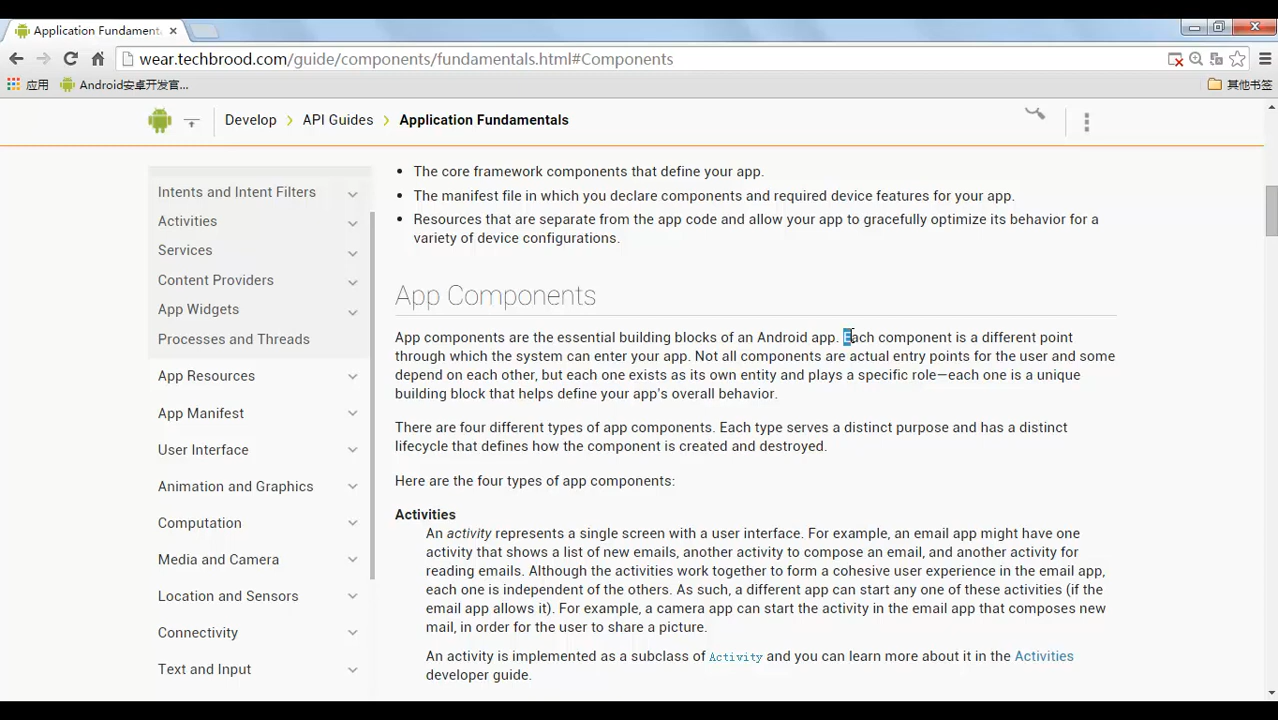 Application Fundament
wear.techbrood.com/guide/components/fundamentals.html#Components
应用
Android安卓开发官...
其他书签
Develop
API Guides
Application Fundamentals
Intents and Intent Filters
Activities
Services
Content Providers
App Widgets
Processes and Threads
App Resources
App Manifest
User Interface
Animation and Graphics
Computation
Media and Camera
Location and Sensors
Connectivity
Text and Input
• The core framework components that define your app.
• The manifest file in which you declare components and required device features for your app.
• Resources that are separate from the app code and allow your app to gracefully optimize its behavior for a
variety of device configurations.
App Components
App components are the essential building blocks of an Android app. Each component is a different point
through which the system can enter your app. Not all components are actual entry points for the user and some
depend on each other, but each one exists as its own entity and plays a specific role—each one is a unique
building block that helps define your app's overall behavior.
There are four different types of app components. Each type serves a distinct purpose and has a distinct
lifecycle that defines how the component is created and destroyed.
Here are the four types of app components:
Activities
An activity represents a single screen with a user interface. For example, an email app might have one
activity that shows a list of new emails, another activity to compose an email, and another activity for
reading emails. Although the activities work together to form a cohesive user experience in the email app,
each one is independent of the others. As such, a different app can start any one of these activities (if the
email app allows it). For example, a camera app can start the activity in the email app that composes new
mail, in order for the user to share a picture.
An activity is implemented as a subclass of Activity and you can learn more about it in the Activities
developer guide.